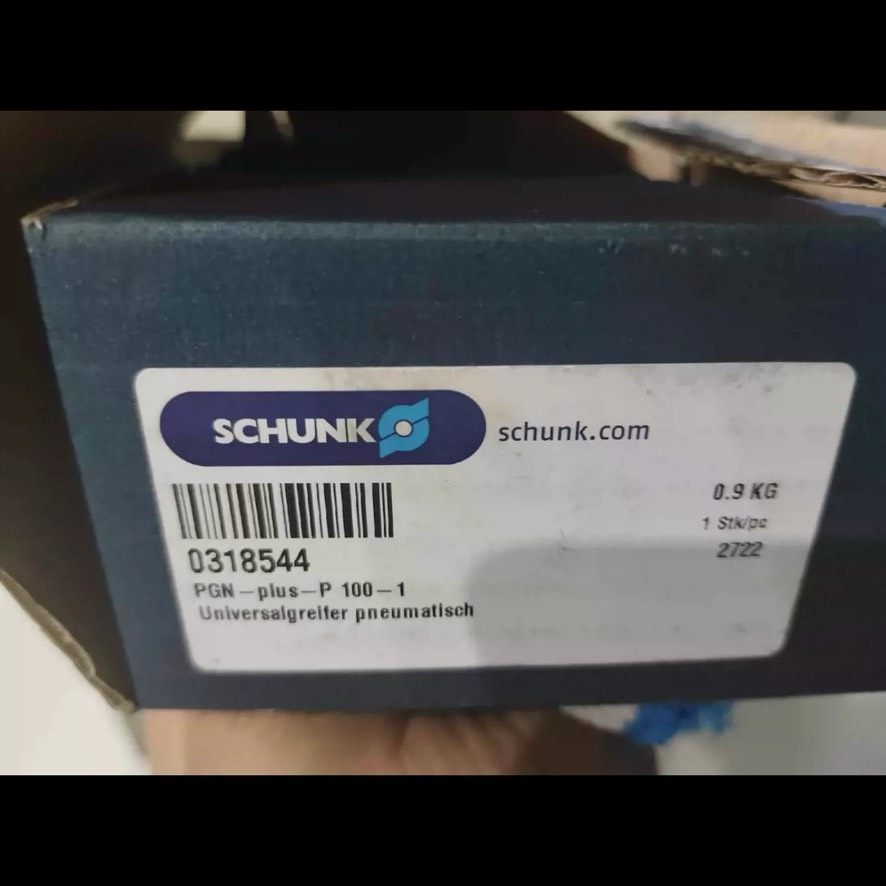 SCHUNK schunk.com
0.9 KG
1 Stk/pc
2722
0318544
PGN-plus-P 100-1
Universalgreifer pneumatisch